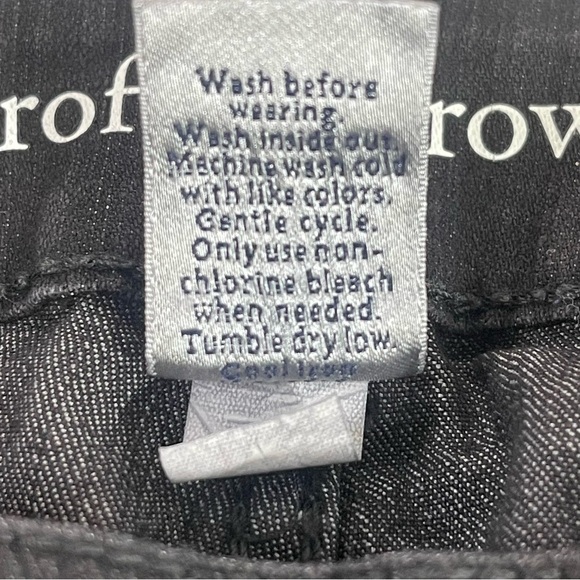 rof
row
Wash before
wearing.
Wash inside out.
Machine wash cold
with like colors.
Gentle cycle.
Only use non-
chlorine bleach
when needed.
Tumble dry low.
Cool iron